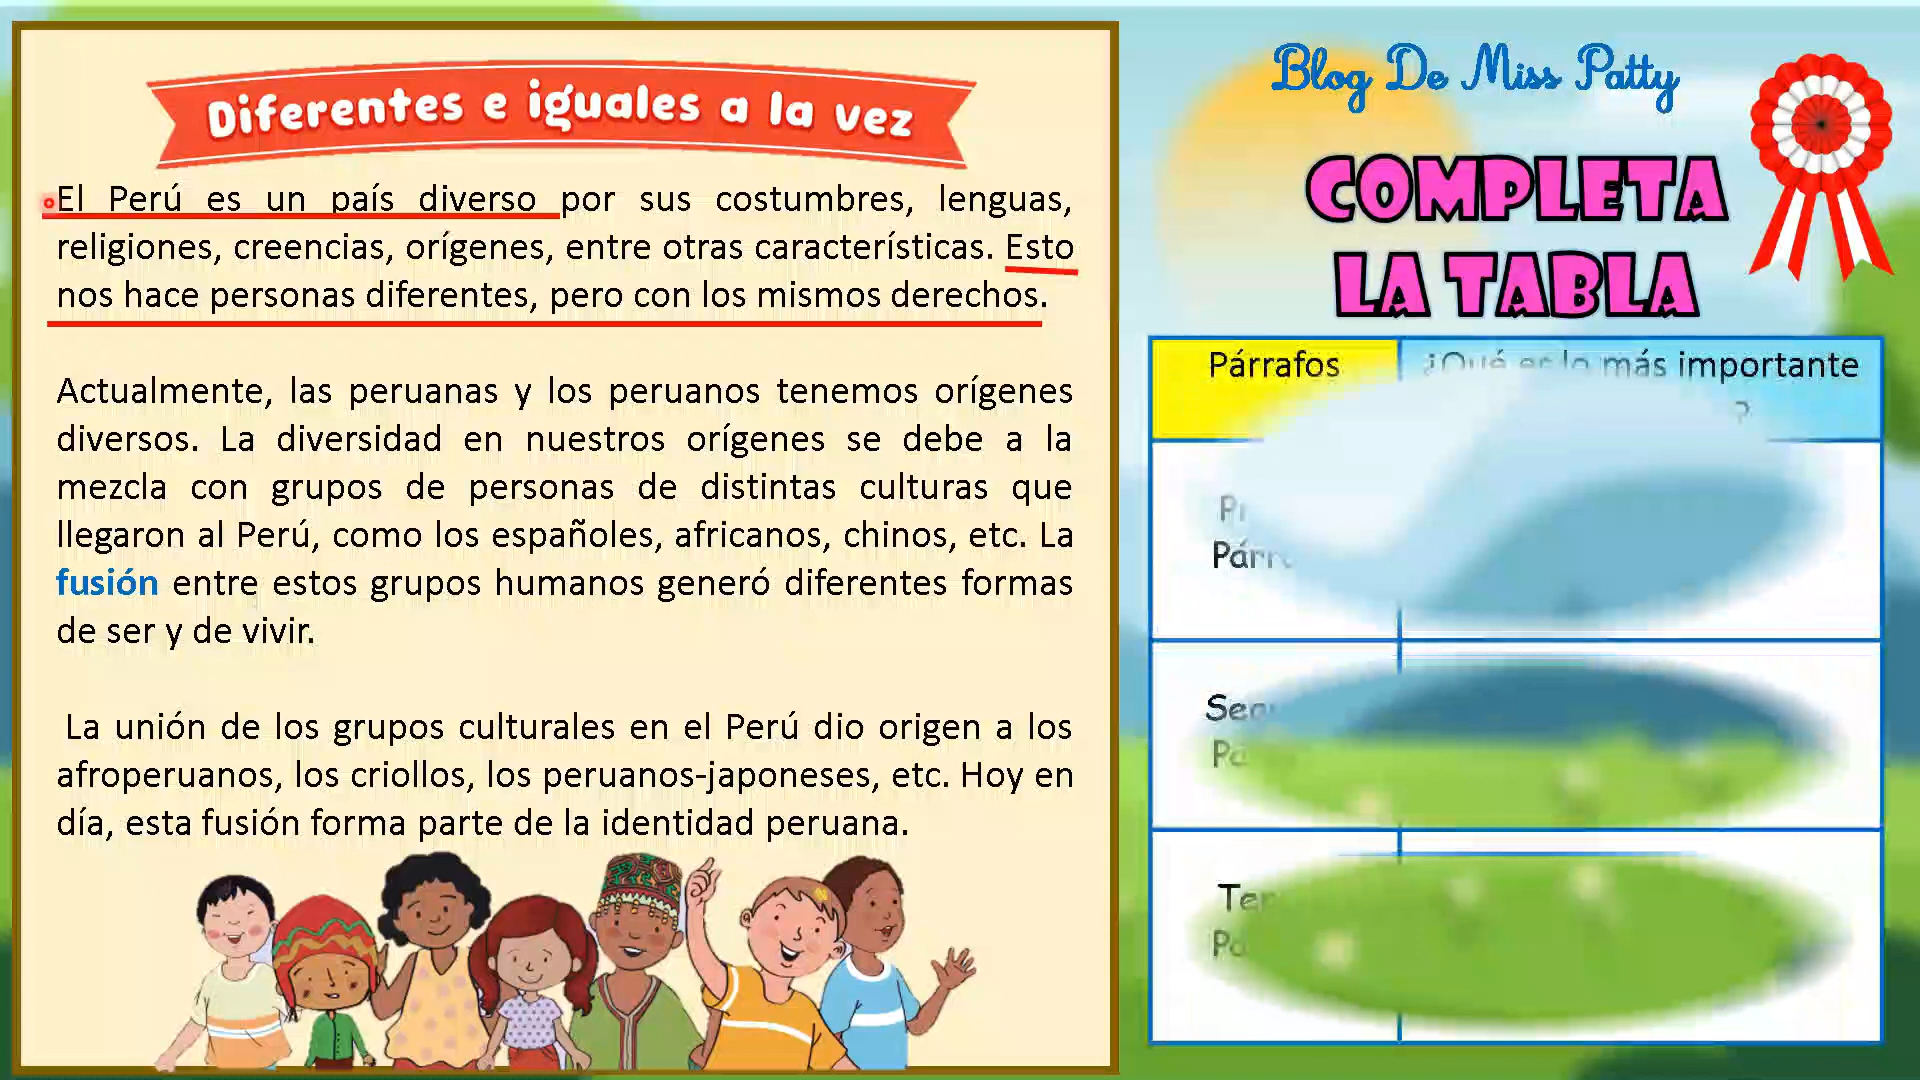 Diferentes e iguales a la vez
El Perú es un país diverso por sus costumbres, lenguas,
religiones, creencias, orígenes, entre otras características. Esto
nos hace personas diferentes, pero con los mismos derechos.
Actualmente, las peruanas y los peruanos tenemos orígenes
diversos. La diversidad en nuestros orígenes se debe a la
mezcla con grupos de personas de distintas culturas que
llegaron al Perú, como los españoles, africanos, chinos, etc. La
fusión entre estos grupos humanos generó diferentes formas
de ser y de vivir.
La unión de los grupos culturales en el Perú dio origen a los
afroperuanos, los criollos, los peruanos-japoneses, etc. Hoy en
día, esta fusión forma parte de la identidad peruana.
Blog De Miss Patty
COMPLETA
LA TABLA
Párrafos
¿Qué es lo más importante